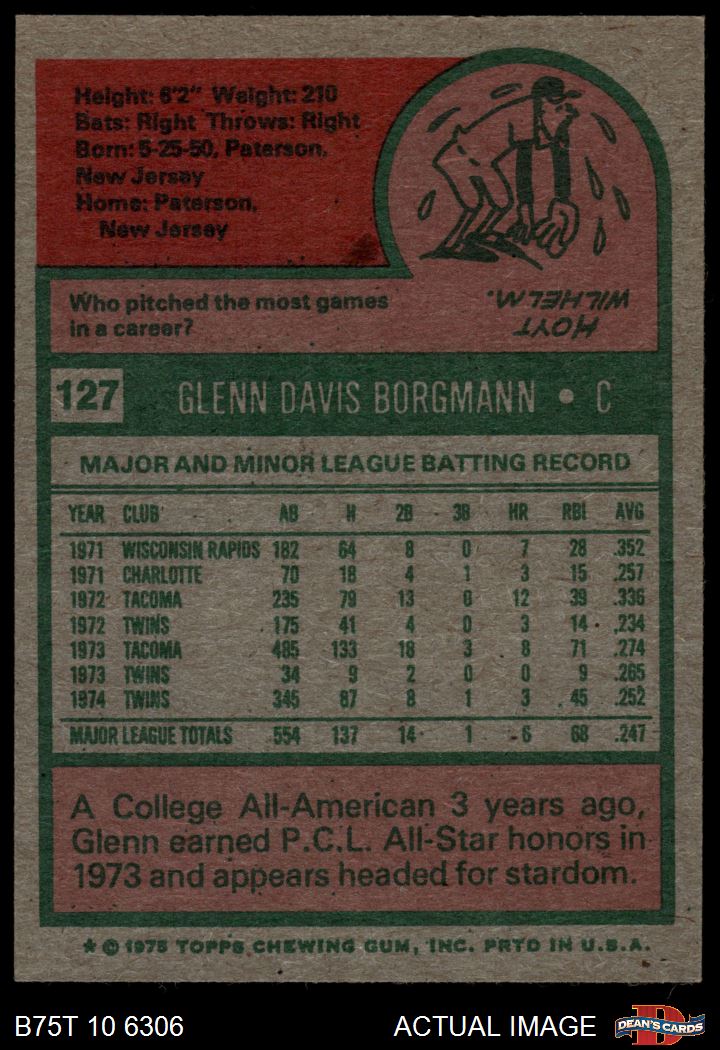 Height: 6'2" Weight: 210
Bats: Right Throws: Right
Born: 5-25-50, Paterson,
New Jersey
Home: Paterson,
New Jersey
Who pitched the most games
in a career?
HOYT
WILHELM.
127 GLENN DAVIS BORGMANN • C
MAJOR AND MINOR LEAGUE BATTING RECORD
YEAR CLUB AB H 2B 3B HR RBI AVG
1971 WISCONSIN RAPIDS 182 64 8 0 7 28 .352
1971 CHARLOTTE 70 18 4 1 3 15 .257
1972 TACOMA 235 79 13 0 12 39 .336
1972 TWINS 175 41 4 0 3 14 .234
1973 TACOMA 485 133 18 3 8 71 .274
1973 TWINS 34 9 2 0 0 9 .265
1974 TWINS 345 87 8 1 3 45 .252
MAJOR LEAGUE TOTALS 554 137 14 1 6 68 .247
A College All-American 3 years ago,
Glenn earned P.C.L. All-Star honors in
1973 and appears headed for stardom.
★ © 1975 TOPPS CHEWING GUM, INC. PRTD IN U.S.A.
B75T 10 6306 ACTUAL IMAGE DEAN'S CARDS